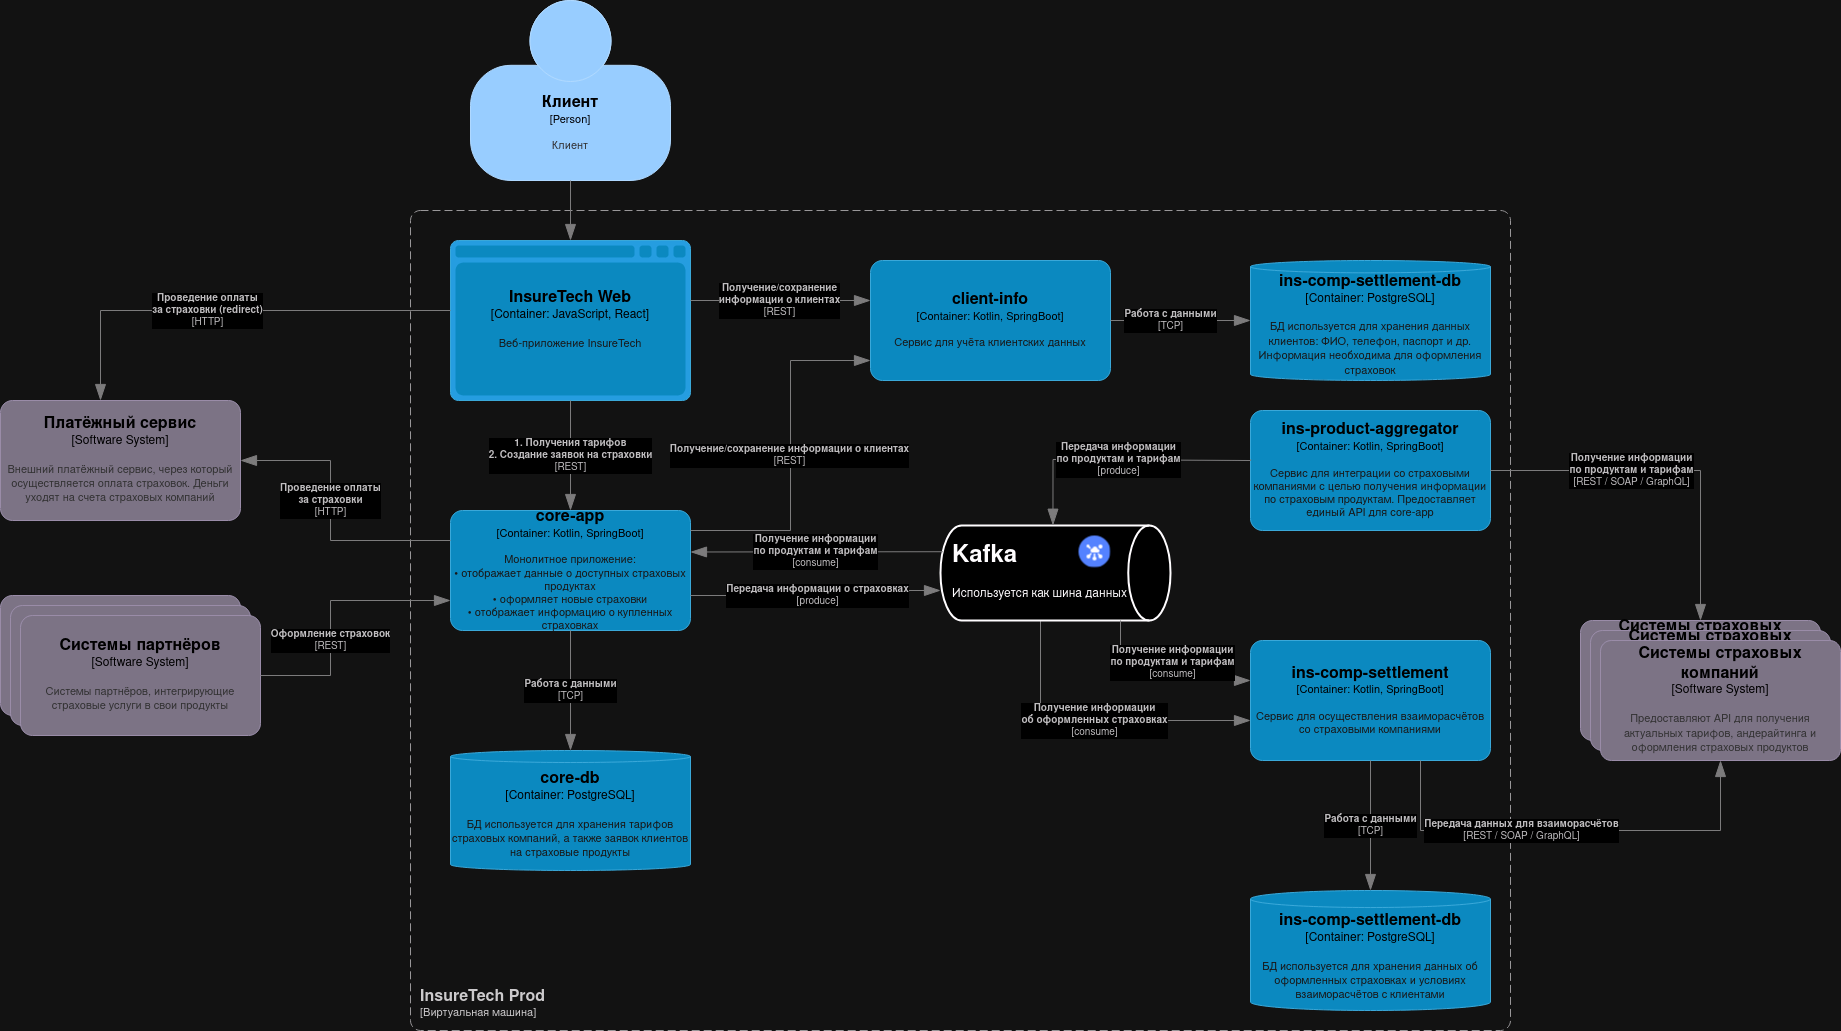 Клиент
[Person]
Клиент
InsureTech Web
[Container: JavaScript, React]
Веб-приложение InsureTech
Проведение оплаты
за страховки (redirect)
[HTTP]
Получение/сохранение
информации о клиентах
[REST]
client-info
[Container: Kotlin, SpringBoot]
Сервис для учёта клиентских данных
Работа с данными
[TCP]
ins-comp-settlement-db
[Container: PostgreSQL]
БД используется для хранения данных
клиентов: ФИО, телефон, паспорт и др.
Информация необходима для оформления
страховок
Платёжный сервис
[Software System]
Внешний платёжный сервис, через который
осуществляется оплата страховок. Деньги
уходят на счета страховых компаний
1. Получения тарифов
2. Создание заявок на страховки
[REST]
Получение/сохранение информации о клиентах
[REST]
Передача информации
по продуктам и тарифам
[produce]
ins-product-aggregator
[Container: Kotlin, SpringBoot]
Сервис для интеграции со страховыми
компаниями с целью получения информации
по страховым продуктам. Предоставляет
единый API для core-app
Получение информации
по продуктам и тарифам
[REST / SOAP / GraphQL]
Проведение оплаты
за страховки
[HTTP]
core-app
[Container: Kotlin, SpringBoot]
Монолитное приложение:
• отображает данные о доступных страховых
продуктах
• оформляет новые страховки
• отображает информацию о купленных
страховках
Получение информации
по продуктам и тарифам
[consume]
Передача информации о страховках
[produce]
Kafka
Используется как шина данных
Системы партнёров
[Software System]
Системы партнёров, интегрирующие
страховые услуги в свои продукты
Оформление страховок
[REST]
Работа с данными
[TCP]
Получение информации
по продуктам и тарифам
[consume]
Получение информации
об оформленных страховках
[consume]
ins-comp-settlement
[Container: Kotlin, SpringBoot]
Сервис для осуществления взаиморасчётов
со страховыми компаниями
Системы страховых
Системы страховых
Системы страховых
компаний
[Software System]
Предоставляют API для получения
актуальных тарифов, андерайтинга и
оформления страховых продуктов
core-db
[Container: PostgreSQL]
БД используется для хранения тарифов
страховых компаний, а также заявок клиентов
на страховые продукты
Работа с данными
[TCP]
Передача данных для взаиморасчётов
[REST / SOAP / GraphQL]
ins-comp-settlement-db
[Container: PostgreSQL]
БД используется для хранения данных об
оформленных страховках и условиях
взаиморасчётов с клиентами
InsureTech Prod
[Виртуальная машина]